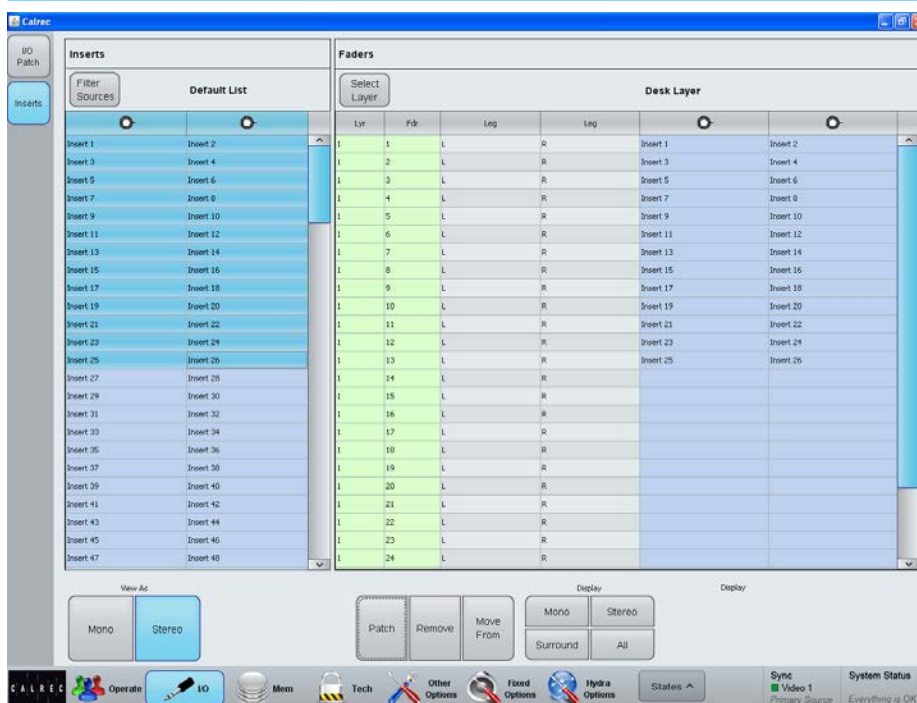 Calrec
I/O Patch
Inserts
Inserts
Faders
Filter Sources
Default List
Select Layer
Desk Layer
Lyr Fdr Leg Leg
Insert 1 Insert 2 1 1 L R Insert 1 Insert 2
Insert 3 Insert 4 1 2 L R Insert 3 Insert 4
Insert 5 Insert 6 1 3 L R Insert 5 Insert 6
Insert 7 Insert 8 1 4 L R Insert 7 Insert 8
Insert 9 Insert 10 1 5 L R Insert 9 Insert 10
Insert 11 Insert 12 1 6 L R Insert 11 Insert 12
Insert 13 Insert 14 1 7 L R Insert 13 Insert 14
Insert 15 Insert 16 1 8 L R Insert 15 Insert 16
Insert 17 Insert 18 1 9 L R Insert 17 Insert 18
Insert 19 Insert 20 1 10 L R Insert 19 Insert 20
Insert 21 Insert 22 1 11 L R Insert 21 Insert 22
Insert 23 Insert 24 1 12 L R Insert 23 Insert 24
Insert 25 Insert 26 1 13 L R Insert 25 Insert 26
Insert 27 Insert 28 1 14 L R
Insert 29 Insert 30 1 15 L R
Insert 31 Insert 32 1 16 L R
Insert 33 Insert 34 1 17 L R
Insert 35 Insert 36 1 18 L R
Insert 37 Insert 38 1 19 L R
Insert 39 Insert 40 1 20 L R
Insert 41 Insert 42 1 21 L R
Insert 43 Insert 44 1 22 L R
Insert 45 Insert 46 1 23 L R
Insert 47 Insert 48 1 24 L R
View As
Display
Display
Mono
Stereo
Patch
Remove
Move From
Mono
Stereo
Surround
All
CALREC
Operate
I/O
Mem
Tech
Other Options
Fixed Options
Hydra Options
States
Sync
Video 1
Primary Source
System Status
Everything is OK